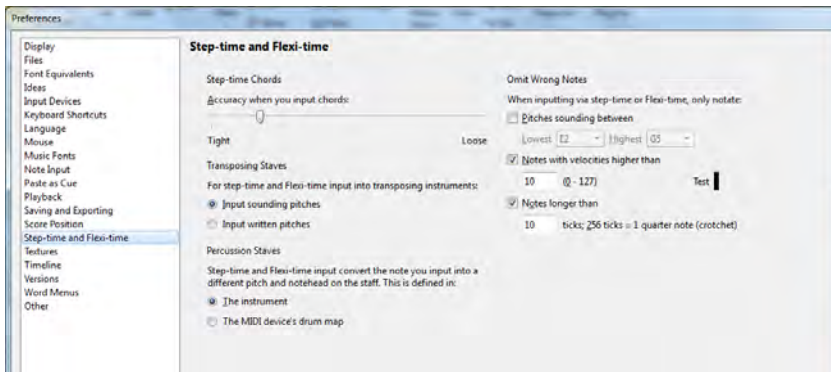 Preferences
Display
Files
Font Equivalents
Ideas
Input Devices
Keyboard Shortcuts
Language
Mouse
Music Fonts
Note Input
Paste as Cue
Playback
Saving and Exporting
Score Position
Step-time and Flexi-time
Textures
Timeline
Versions
Word Menus
Other
Step-time and Flexi-time
Step-time Chords
Accuracy when you input chords:
Tight Loose
Transposing Staves
For step-time and Flexi-time input into transposing instruments:
Input sounding pitches
Input written pitches
Percussion Staves
Step-time and Flexi-time input convert the note you input into a
different pitch and notehead on the staff. This is defined in:
The instrument
The MIDI device's drum map
Omit Wrong Notes
When inputting via step-time or Flexi-time, only notate:
Pitches sounding between
Lowest E2 Highest G5
Notes with velocities higher than
10 (0 - 127) Test
Notes longer than
10 ticks; 256 ticks = 1 quarter note (crotchet)